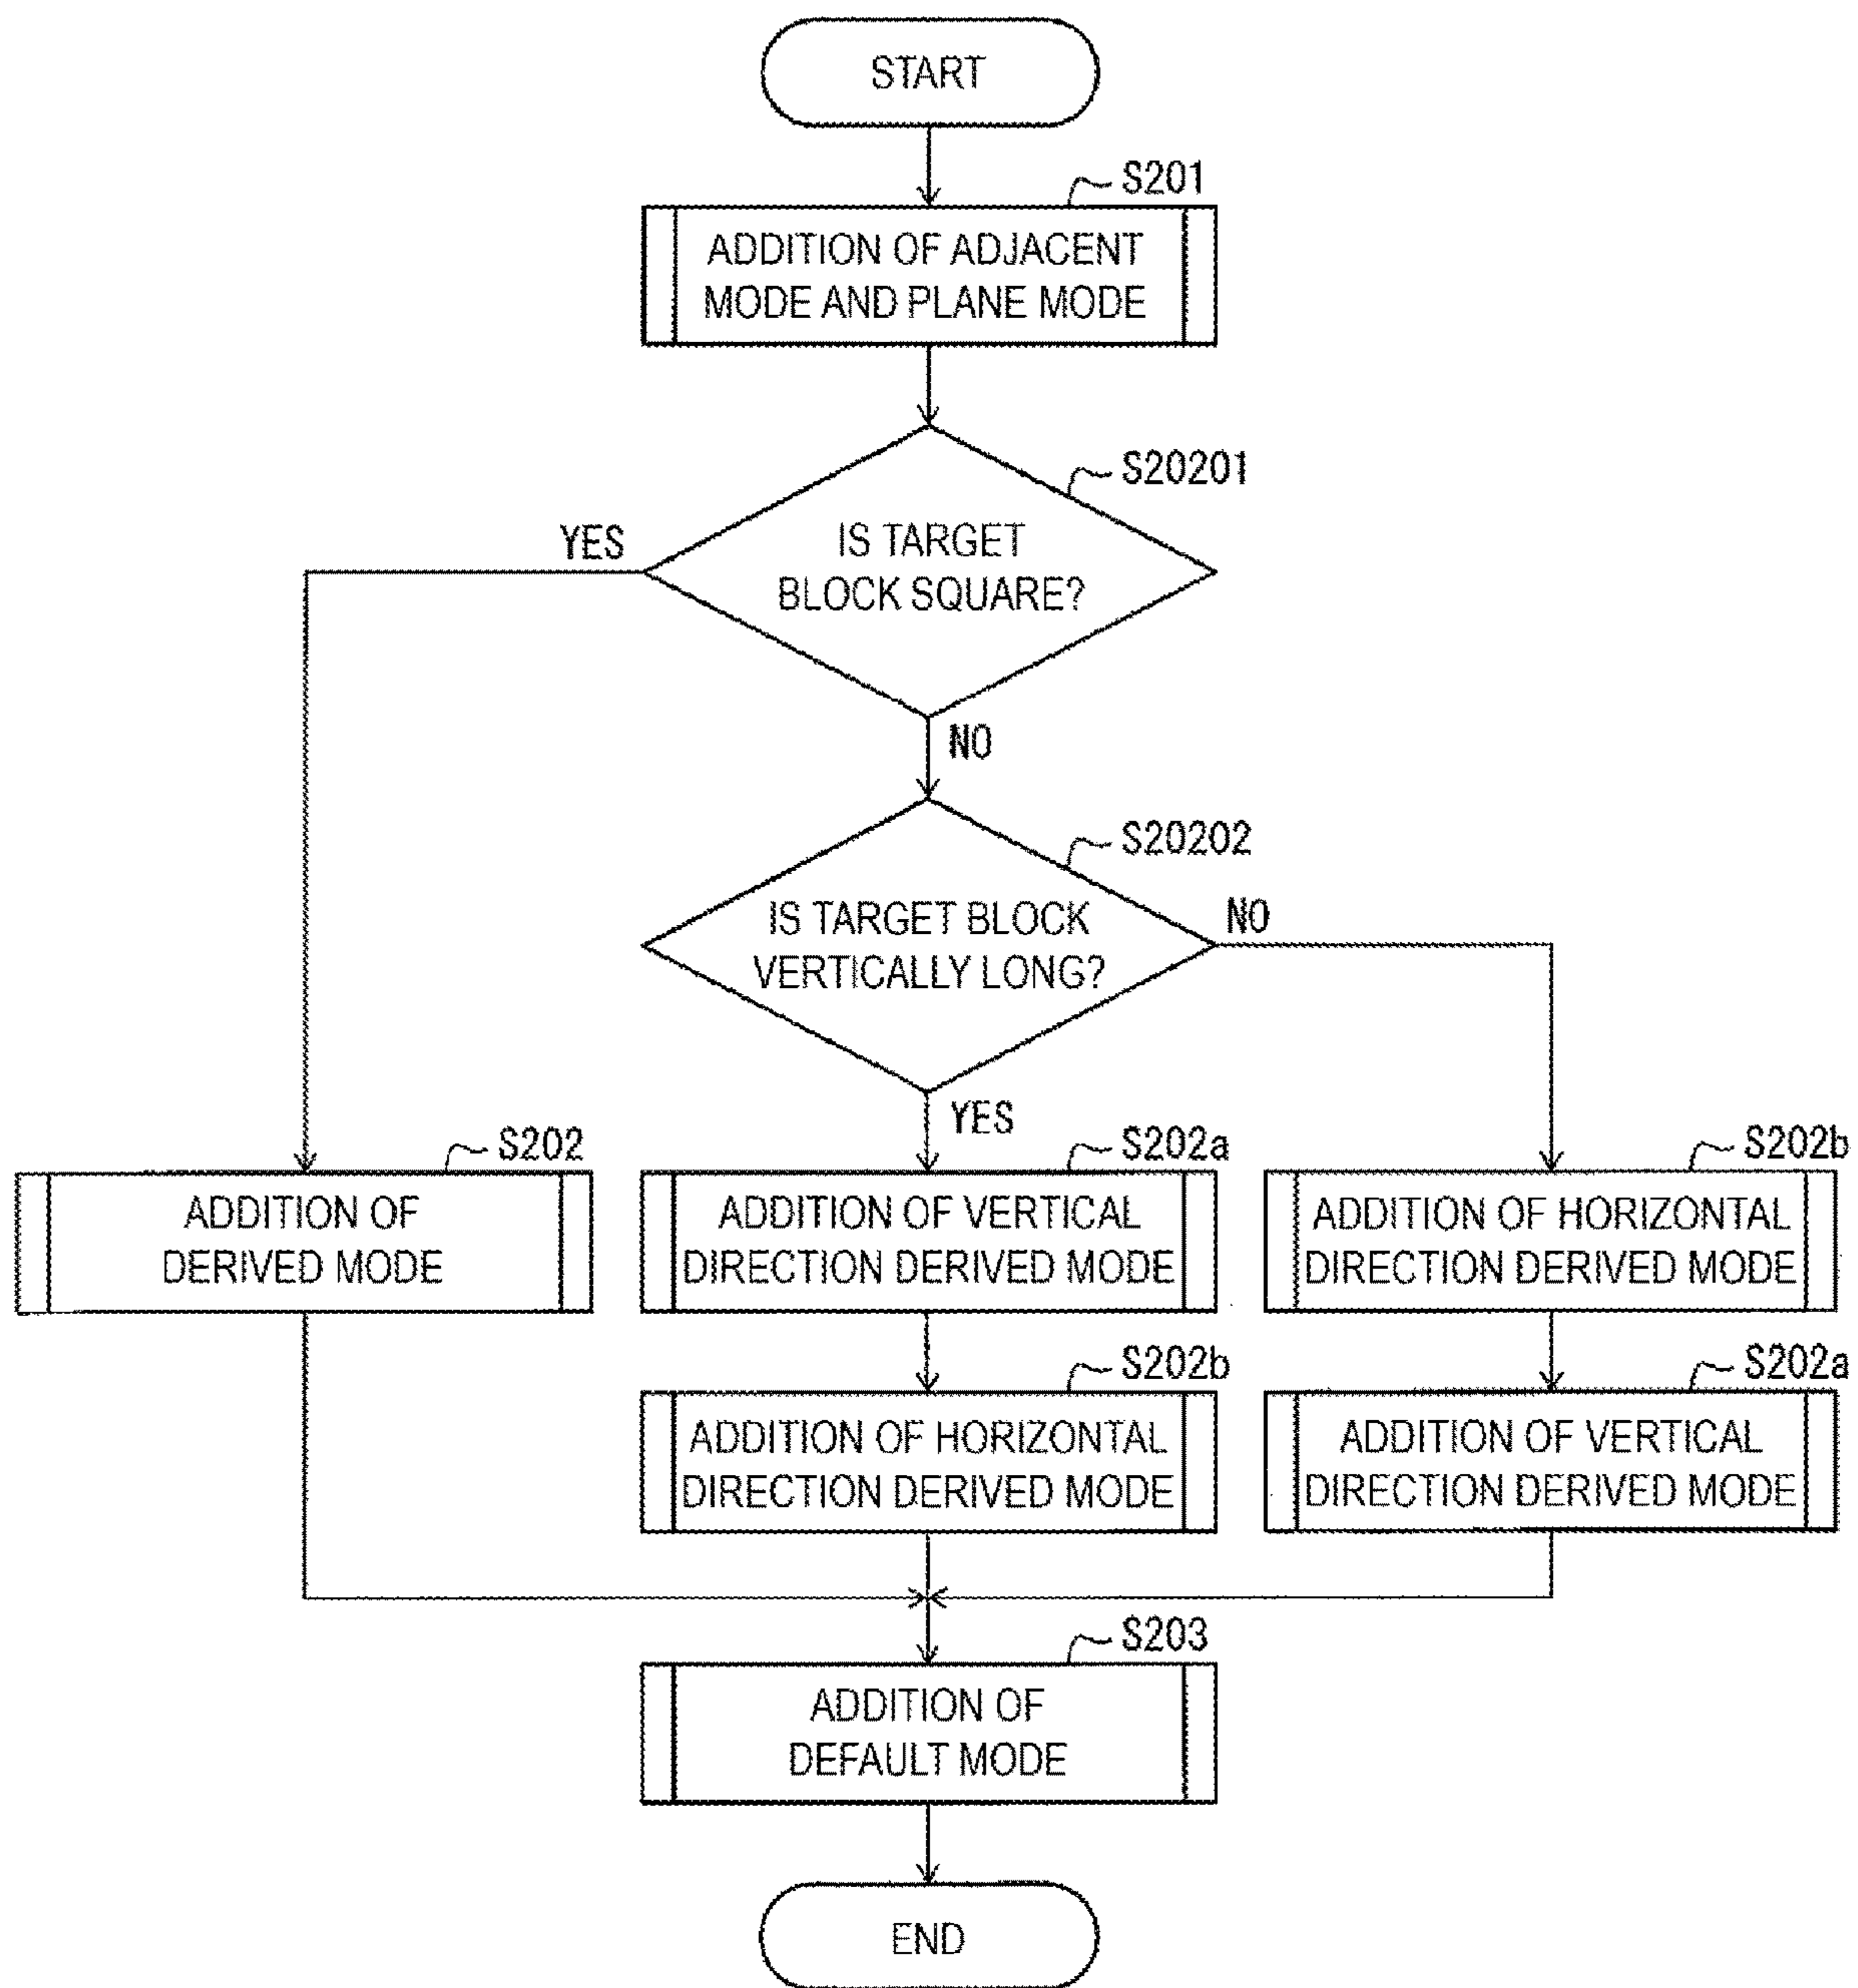 START
S201
ADDITION OF ADJACENT
MODE AND PLANE MODE
S20201
YES
IS TARGET
BLOCK SQUARE?
NO
S20202
IS TARGET BLOCK
VERTICALLY LONG?
NO
YES
S202
ADDITION OF
DERIVED MODE
S202a
ADDITION OF VERTICAL
DIRECTION DERIVED MODE
S202b
ADDITION OF HORIZONTAL
DIRECTION DERIVED MODE
S202b
ADDITION OF HORIZONTAL
DIRECTION DERIVED MODE
S202a
ADDITION OF VERTICAL
DIRECTION DERIVED MODE
S203
ADDITION OF
DEFAULT MODE
END